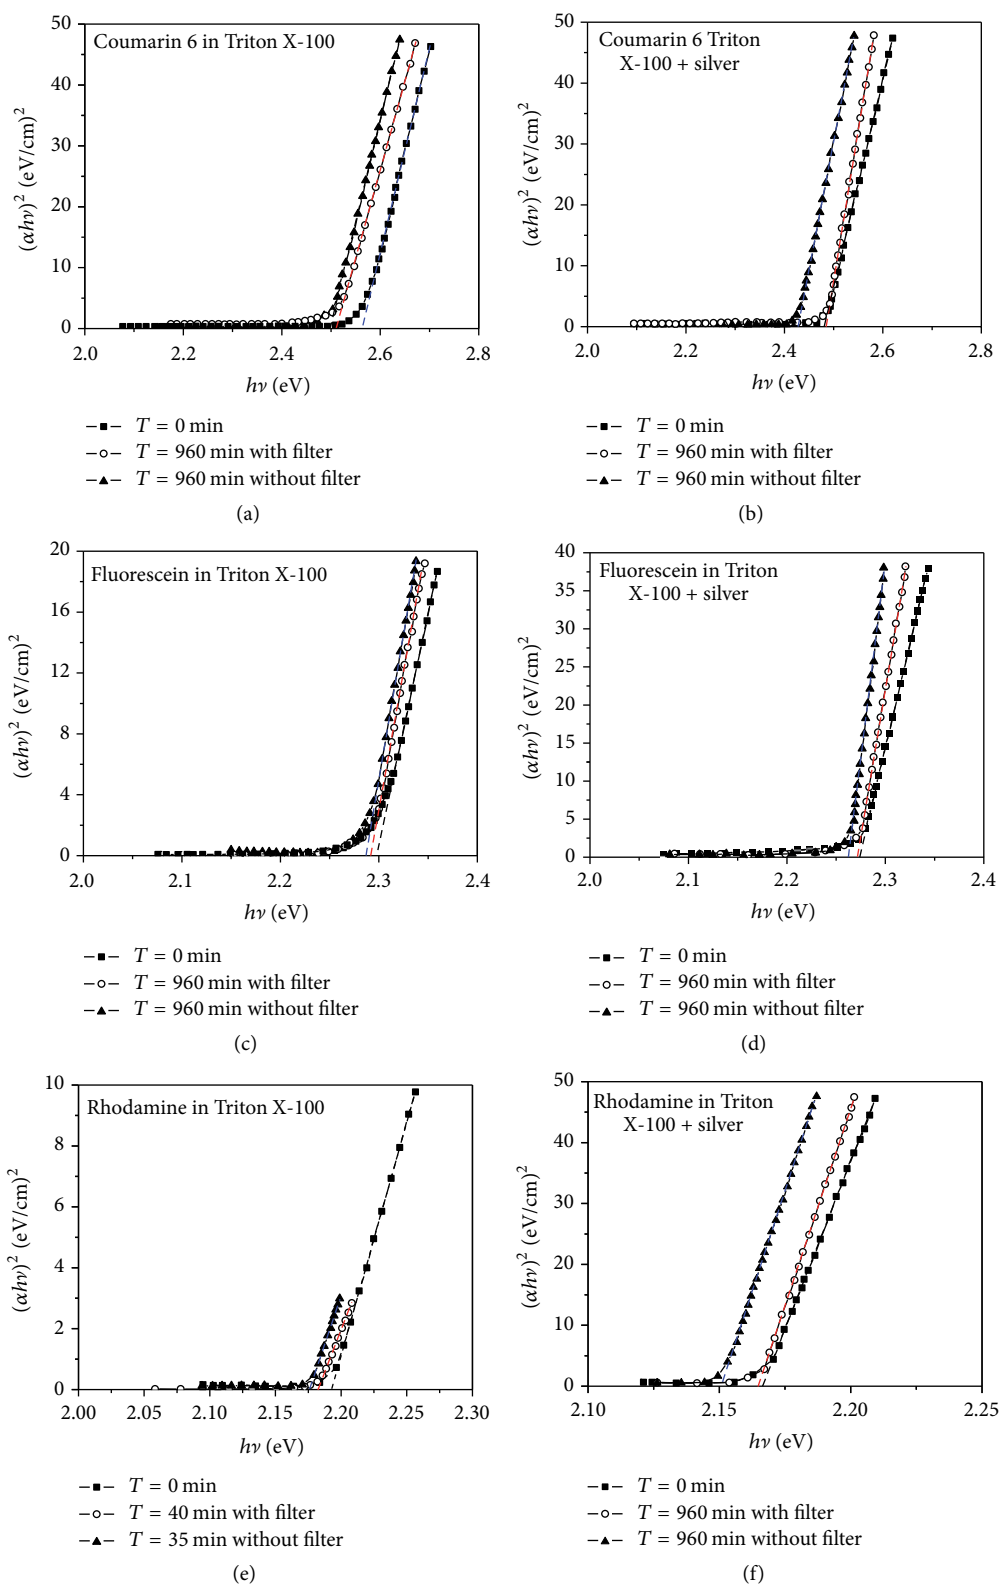 Coumarin 6 in Triton X-100
50
40
30
20
10
0
(αhν)² (eV/cm)²
2.0 2.2 2.4 2.6 2.8
hν (eV)
T = 0 min
T = 960 min with filter
T = 960 min without filter
(a)
Coumarin 6 Triton
X-100 + silver
50
40
30
20
10
0
(αhν)² (eV/cm)²
2.0 2.2 2.4 2.6 2.8
hν (eV)
T = 0 min
T = 960 min with filter
T = 960 min without filter
(b)
Fluorescein in Triton X-100
20
16
12
8
4
0
(αhν)² (eV/cm)²
2.0 2.1 2.2 2.3 2.4
hν (eV)
T = 0 min
T = 960 min with filter
T = 960 min without filter
(c)
Fluorescein in Triton
X-100 + silver
40
35
30
25
20
15
10
5
0
(αhν)² (eV/cm)²
2.0 2.1 2.2 2.3 2.4
hν (eV)
T = 0 min
T = 960 min with filter
T = 960 min without filter
(d)
Rhodamine in Triton X-100
10
8
6
4
2
0
(αhν)² (eV/cm)²
2.00 2.05 2.10 2.15 2.20 2.25 2.30
hν (eV)
T = 0 min
T = 40 min with filter
T = 35 min without filter
(e)
Rhodamine in Triton
X-100 + silver
50
40
30
20
10
0
(αhν)² (eV/cm)²
2.10 2.15 2.20 2.25
hν (eV)
T = 0 min
T = 960 min with filter
T = 960 min without filter
(f)